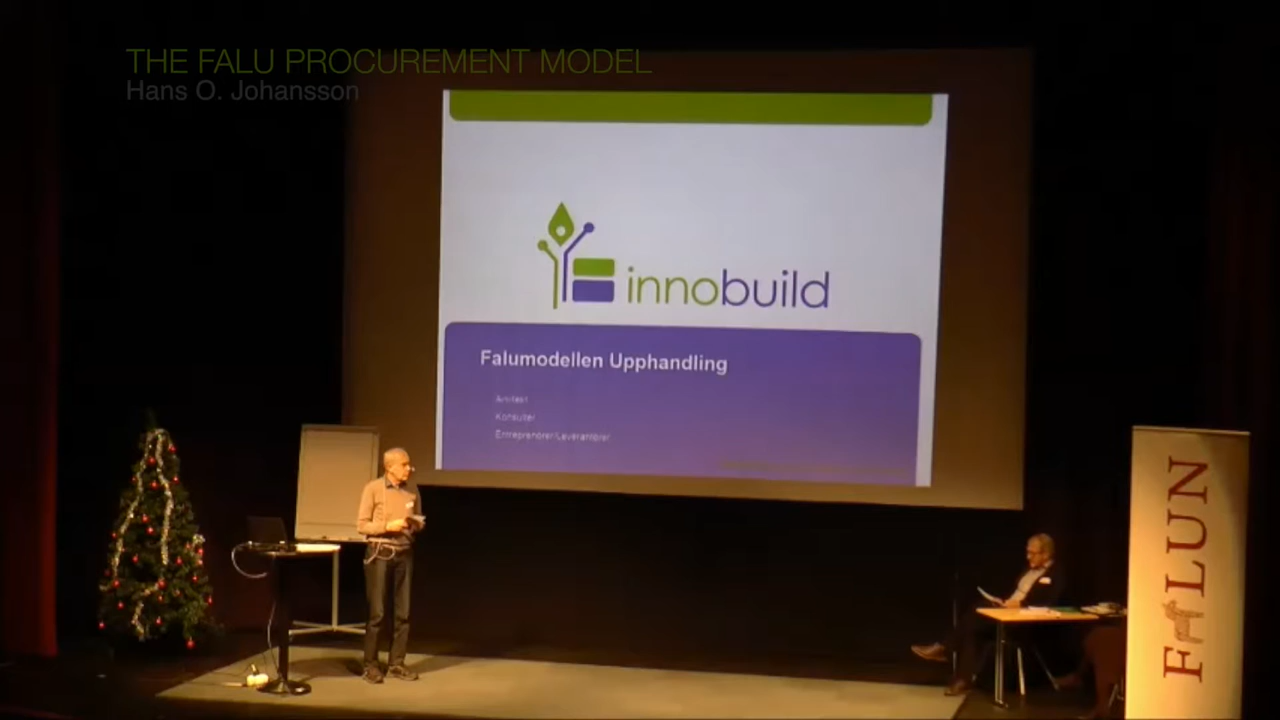 THE FALU PROCUREMENT MODEL
Hans O. Johansson
innobuild
Falumodellen Upphandling
Arkitekt
Konsulter
Entreprenörer/Leverantörer
FALUN